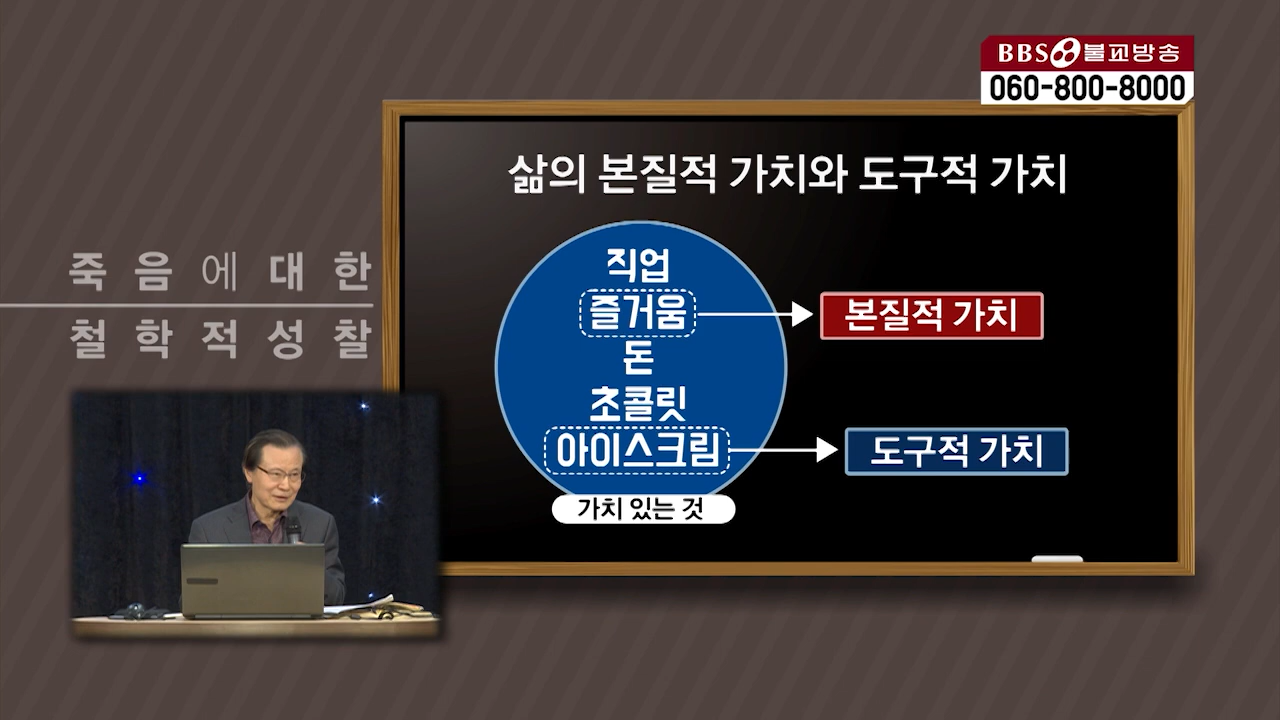 BBS 불교방송
060-800-8000
삶의 본질적 가치와 도구적 가치
죽음에 대한
철학적성찰
직업
즐거움
본질적 가치
돈
초콜릿
아이스크림
도구적 가치
가치 있는 것